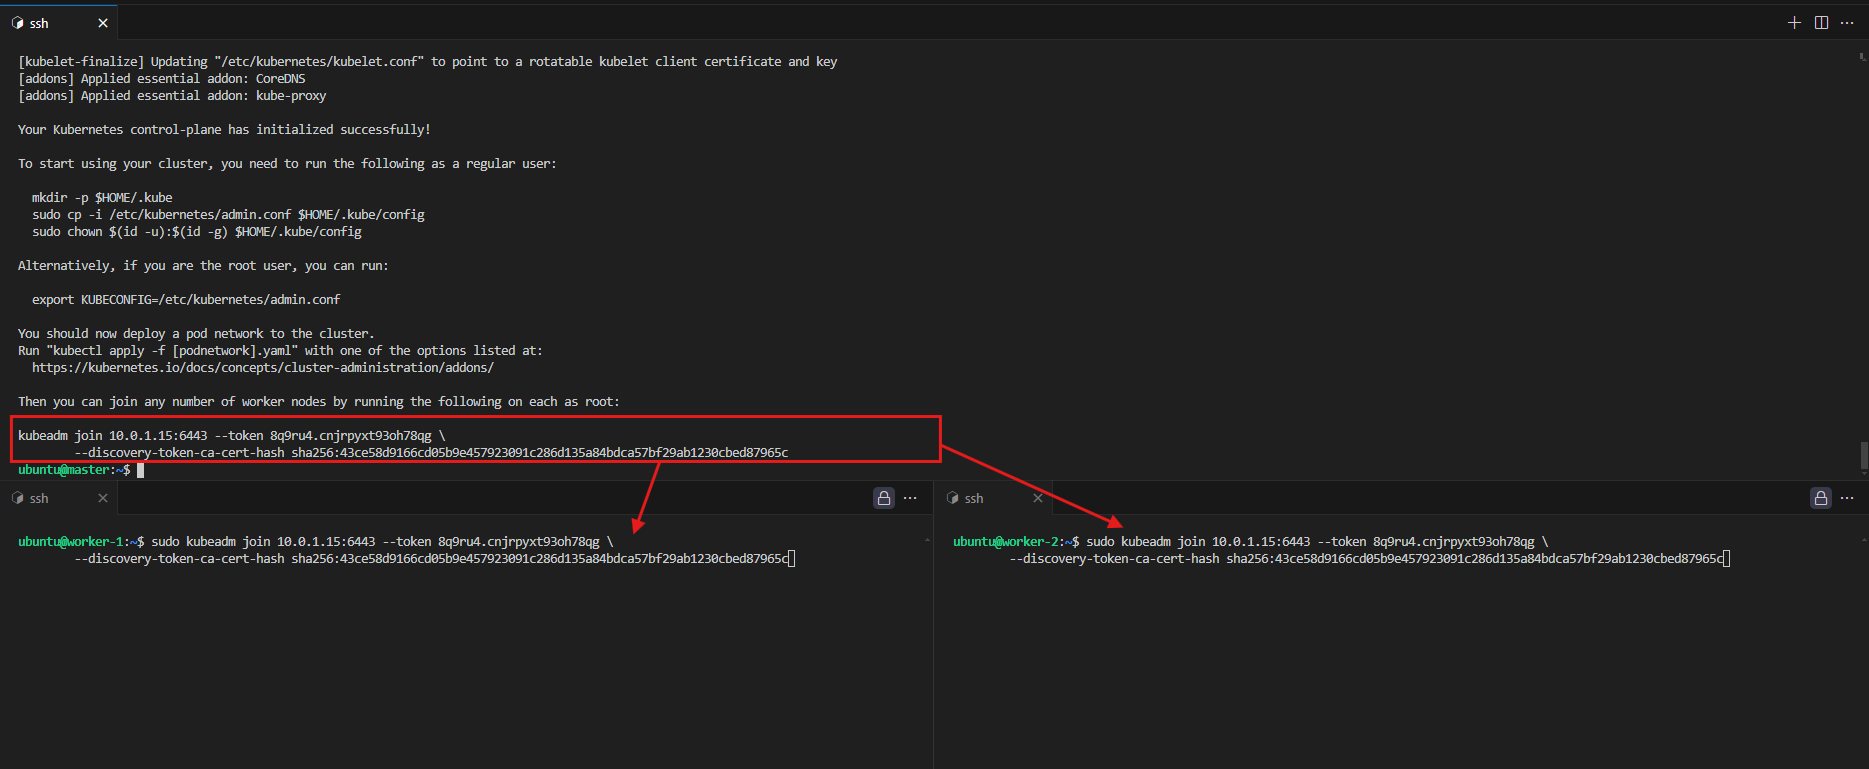 ssh
[kubelet-finalize] Updating "/etc/kubernetes/kubelet.conf" to point to a rotatable kubelet client certificate and key
[addons] Applied essential addon: CoreDNS
[addons] Applied essential addon: kube-proxy
Your Kubernetes control-plane has initialized successfully!
To start using your cluster, you need to run the following as a regular user:
mkdir -p $HOME/.kube
sudo cp -i /etc/kubernetes/admin.conf $HOME/.kube/config
sudo chown $(id -u):$(id -g) $HOME/.kube/config
Alternatively, if you are the root user, you can run:
export KUBECONFIG=/etc/kubernetes/admin.conf
You should now deploy a pod network to the cluster.
Run "kubectl apply -f [podnetwork].yaml" with one of the options listed at:
https://kubernetes.io/docs/concepts/cluster-administration/addons/
Then you can join any number of worker nodes by running the following on each as root:
kubeadm join 10.0.1.15:6443 --token 8q9ru4.cnjrpyxt93oh78qg \
--discovery-token-ca-cert-hash sha256:43ce58d9166cd05b9e457923091c286d135a84bdca57bf29ab1230cbed87965c
ubuntu@master:~$
ssh
ubuntu@worker-1:~$ sudo kubeadm join 10.0.1.15:6443 --token 8q9ru4.cnjrpyxt93oh78qg \
--discovery-token-ca-cert-hash sha256:43ce58d9166cd05b9e457923091c286d135a84bdca57bf29ab1230cbed87965c
ssh
ubuntu@worker-2:~$ sudo kubeadm join 10.0.1.15:6443 --token 8q9ru4.cnjrpyxt93oh78qg \
--discovery-token-ca-cert-hash sha256:43ce58d9166cd05b9e457923091c286d135a84bdca57bf29ab1230cbed87965c